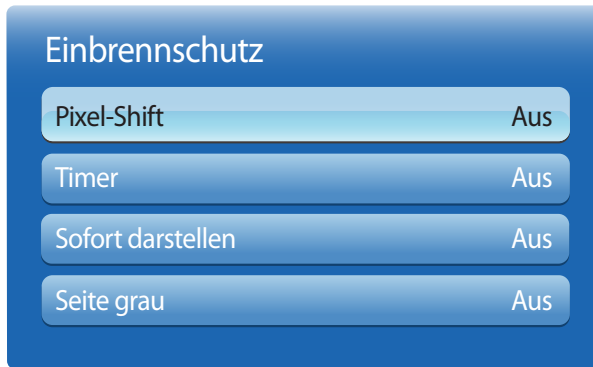 Einbrennschutz
Pixel-Shift Aus
Timer Aus
Sofort darstellen Aus
Seite grau Aus